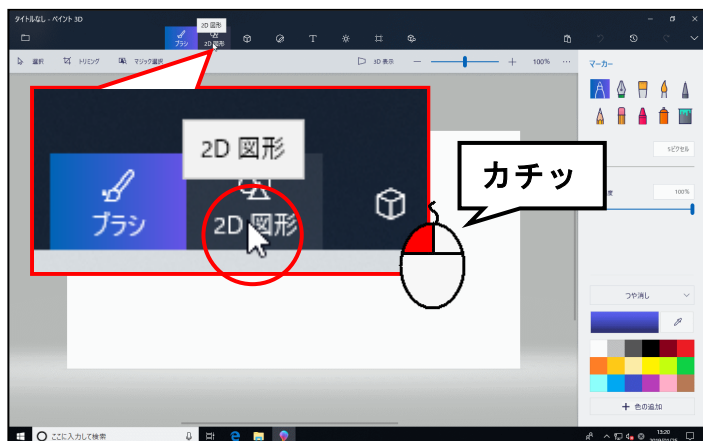 タイトルなし - ペイント 3D
2D 図形
ブラシ
2D 図形
選択
トリミング
マジック選択
3D 表示
100%
マーカー
2D 図形
ブラシ
2D 図形
カチッ
5ピクセル
度
100%
つや消し
色の追加
ここに入力して検索
13:20